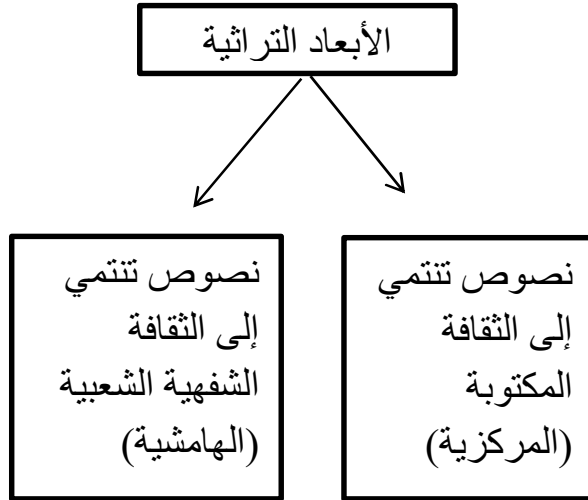 الأبعاد التراثية
نصوص تنتمي
إلى الثقافة
المكتوبة
(المركزية)
نصوص تنتمي
إلى الثقافة
الشفهية الشعبية
(الهامشية)